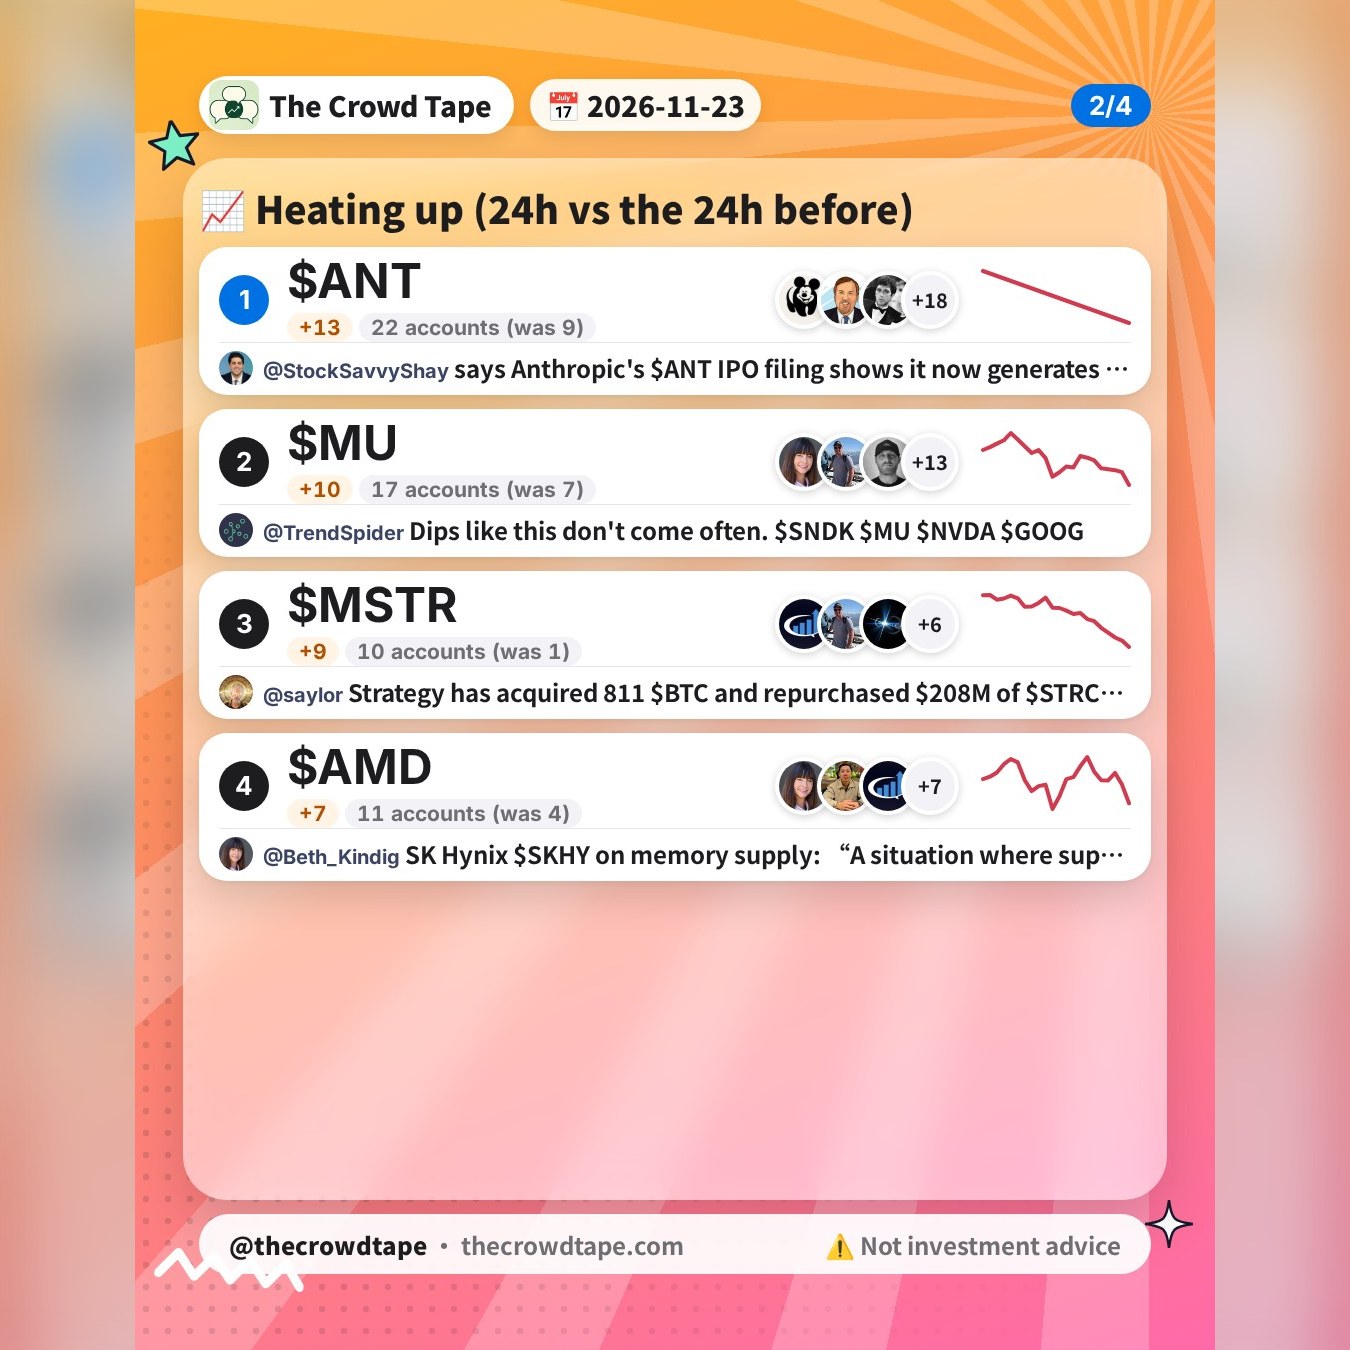 The Crowd Tape
July 17
2026-11-23
2/4
Heating up (24h vs the 24h before)
1
$ANT
+13
22 accounts (was 9)
+18
@StockSavvyShay says Anthropic's $ANT IPO filing shows it now generates ···
2
$MU
+10
17 accounts (was 7)
+13
@TrendSpider Dips like this don't come often. $SNDK $MU $NVDA $GOOG
3
$MSTR
+9
10 accounts (was 1)
+6
@saylor Strategy has acquired 811 $BTC and repurchased $208M of $STRC···
4
$AMD
+7
11 accounts (was 4)
+7
@Beth_Kindig SK Hynix $SKHY on memory supply: “A situation where sup···
@thecrowdtape • thecrowdtape.com
⚠️ Not investment advice